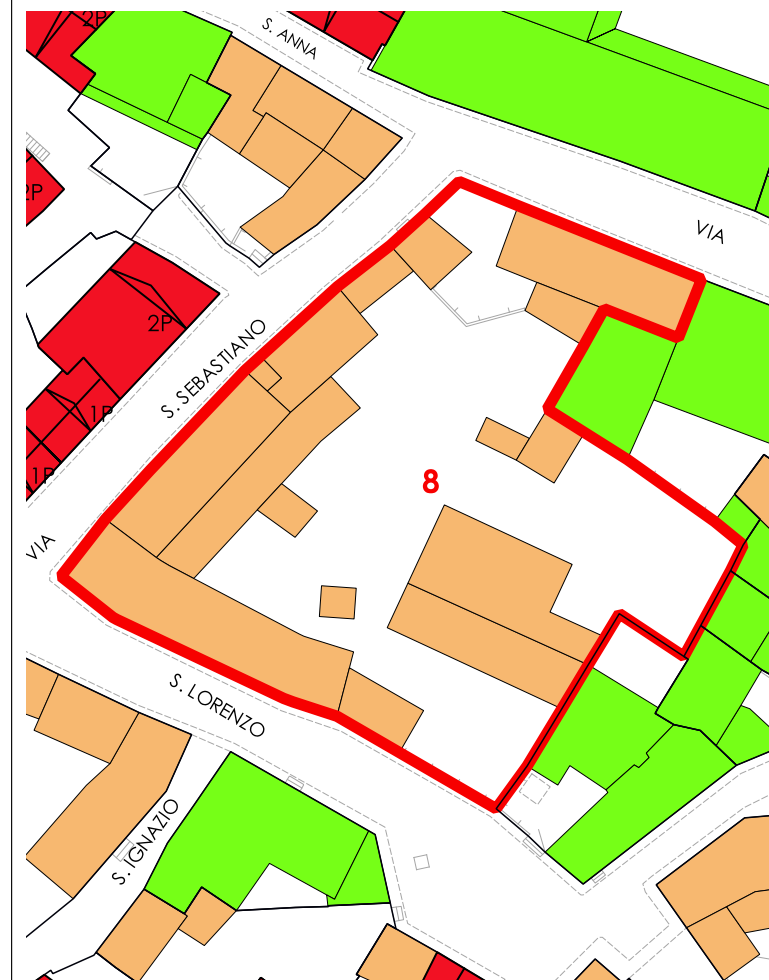 2P
S. ANNA
2P
VIA
2P
S. SEBASTIANO
1P
1P
8
VIA
S. LORENZO
S. IGNAZIO